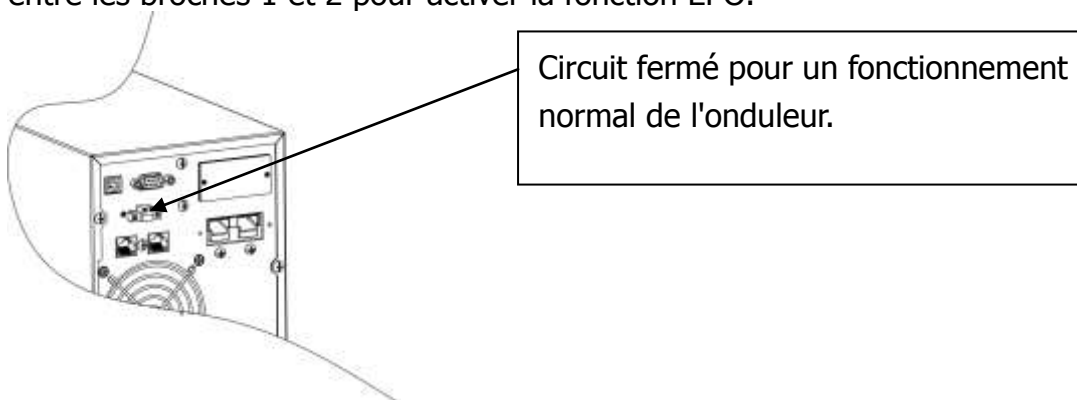 entre les broches 1 et 2 pour activer la fonction EPO.
Circuit fermé pour un fonctionnement
normal de l'onduleur.